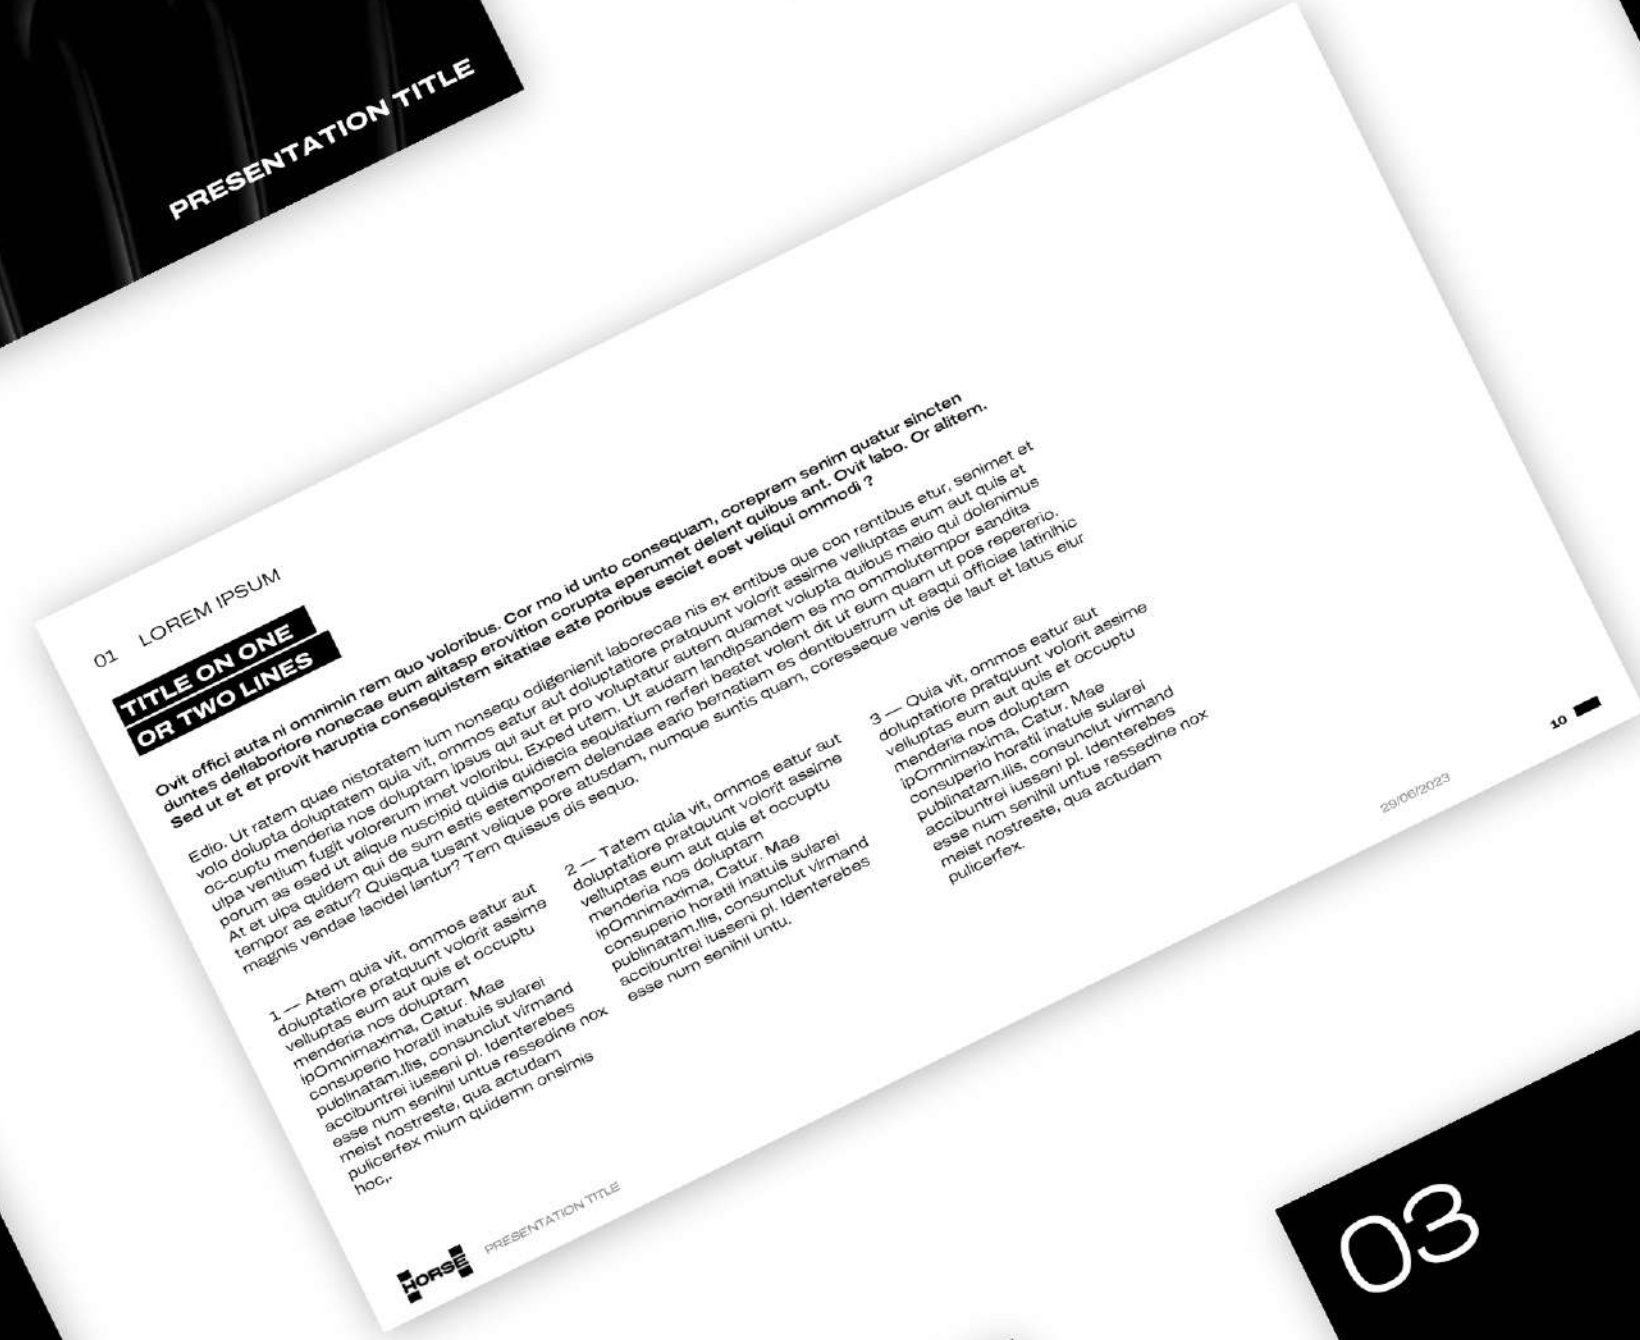 PRESENTATION TITLE
01 LOREM IPSUM
TITLE ON ONE
OR TWO LINES
Ovit offici auta ni omnimin rem quo voloribus. Cor mo id unto consequam, coreprem senim quatur sincten
duntes dellaboriore nonecae eum alitasp erovition corupta eperumet delent quibus ant. Ovit labo. Or alitem.
Sed ut et et provit haruptia consequistem sitatiae eate poribus esciet eost veliqui ommodi ?
Edio. Ut ratem quae nistotatem ium nonsequ odigenienit laborecae nis ex entibus que con rentibus etur, senimet et
volo dolupta doluptatem quia vit, ommos eatur aut doluptatiore pratquunt volorit assime velluptas eum aut quis et
oc-cuptu menderia nos doluptam ipsus qui aut et pro voluptatur autem quamet volupta quibus maio qui dolenimus
ulpa ventium fugit volorerum imet voloribu. Exped utem. Ut audam landipsandem es mo ommolutempor sandita
porum as esed ut alique nuscipid quidis quidiscia sequiatium rerferi beatet volent dit ut eum quam ut pos repererio.
At et ulpa quidem qui de sum estis estemporem delendae eario bernatiam es dentibustrum ut eaqui officiae latinihic
tempor as eatur? Quisqua tusant velique pore atusdam, numque suntis quam, coresseque venis de laut et latus eiur
magnis vendae lacidel lantur? Tem quissus dis sequo.
1 — Atem quia vit, ommos eatur aut
doluptatiore pratquunt volorit assime
velluptas eum aut quis et occuptu
menderia nos doluptam
ipOmnimaxima, Catur. Mae
consuperio horatil inatuis sularei
publinatam.Ilis, consunclut virmand
accibuntrei iusseni pl. Identerebes
esse num senihil untus ressedine nox
meist nostreste, qua actudam
pulicerfex mium quidemn onsimis
hoc,.
2 — Tatem quia vit, ommos eatur aut
doluptatiore pratquunt volorit assime
velluptas eum aut quis et occuptu
menderia nos doluptam
ipOmnimaxima, Catur. Mae
consuperio horatil inatuis sularei
publinatam.Ilis, consunclut virmand
accibuntrei iusseni pl. Identerebes
esse num senihil untu.
3 — Quia vit, ommos eatur aut
doluptatiore pratquunt volorit assime
velluptas eum aut quis et occuptu
menderia nos doluptam
ipOmnimaxima, Catur. Mae
consuperio horatil inatuis sularei
publinatam.Ilis, consunclut virmand
accibuntrei iusseni pl. Identerebes
esse num senihil untus ressedine nox
meist nostreste, qua actudam
pulicerfex.
HORSE
PRESENTATION TITLE
29/06/2023
10
03